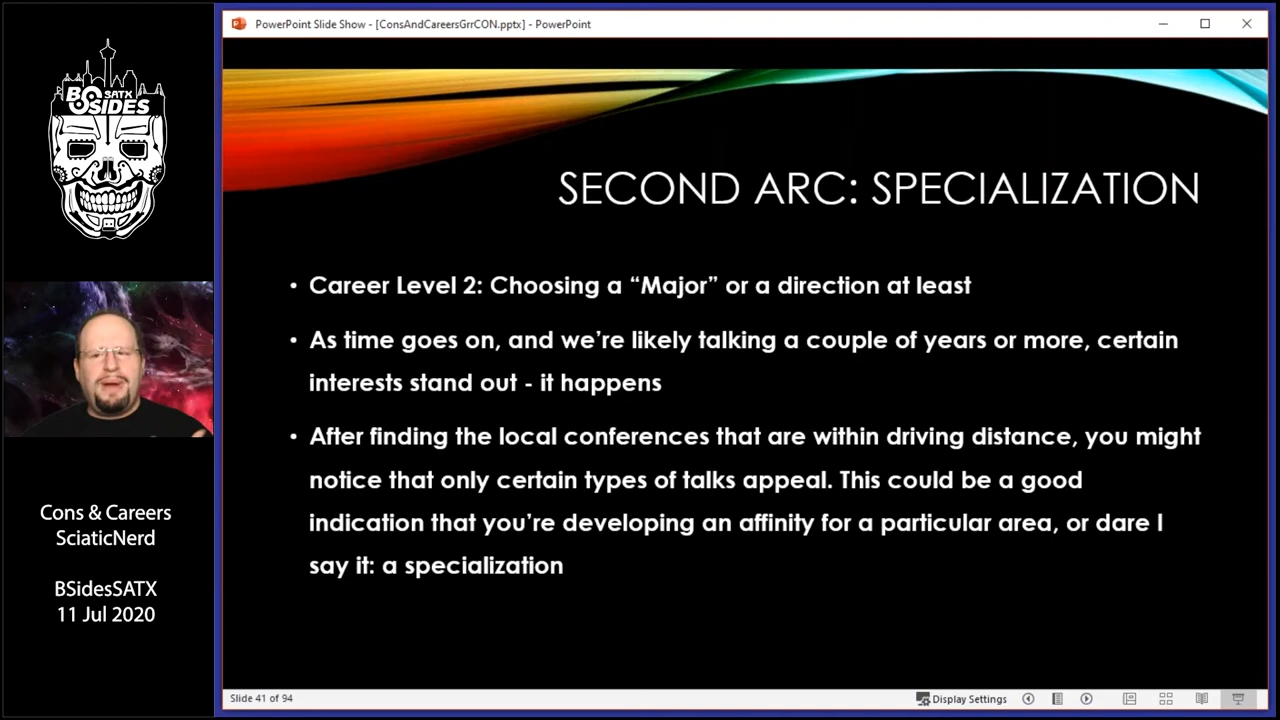 PowerPoint Slide Show - [ConsAndCareersGrrCON.pptx] - PowerPoint
BSIDES
SATX
SECOND ARC: SPECIALIZATION
• Career Level 2: Choosing a “Major” or a direction at least
• As time goes on, and we’re likely talking a couple of years or more, certain
interests stand out - it happens
• After finding the local conferences that are within driving distance, you might
notice that only certain types of talks appeal. This could be a good
indication that you’re developing an affinity for a particular area, or dare I
say it: a specialization
Cons & Careers
SciaticNerd
BSidesSATX
11 Jul 2020
Slide 41 of 94
Display Settings